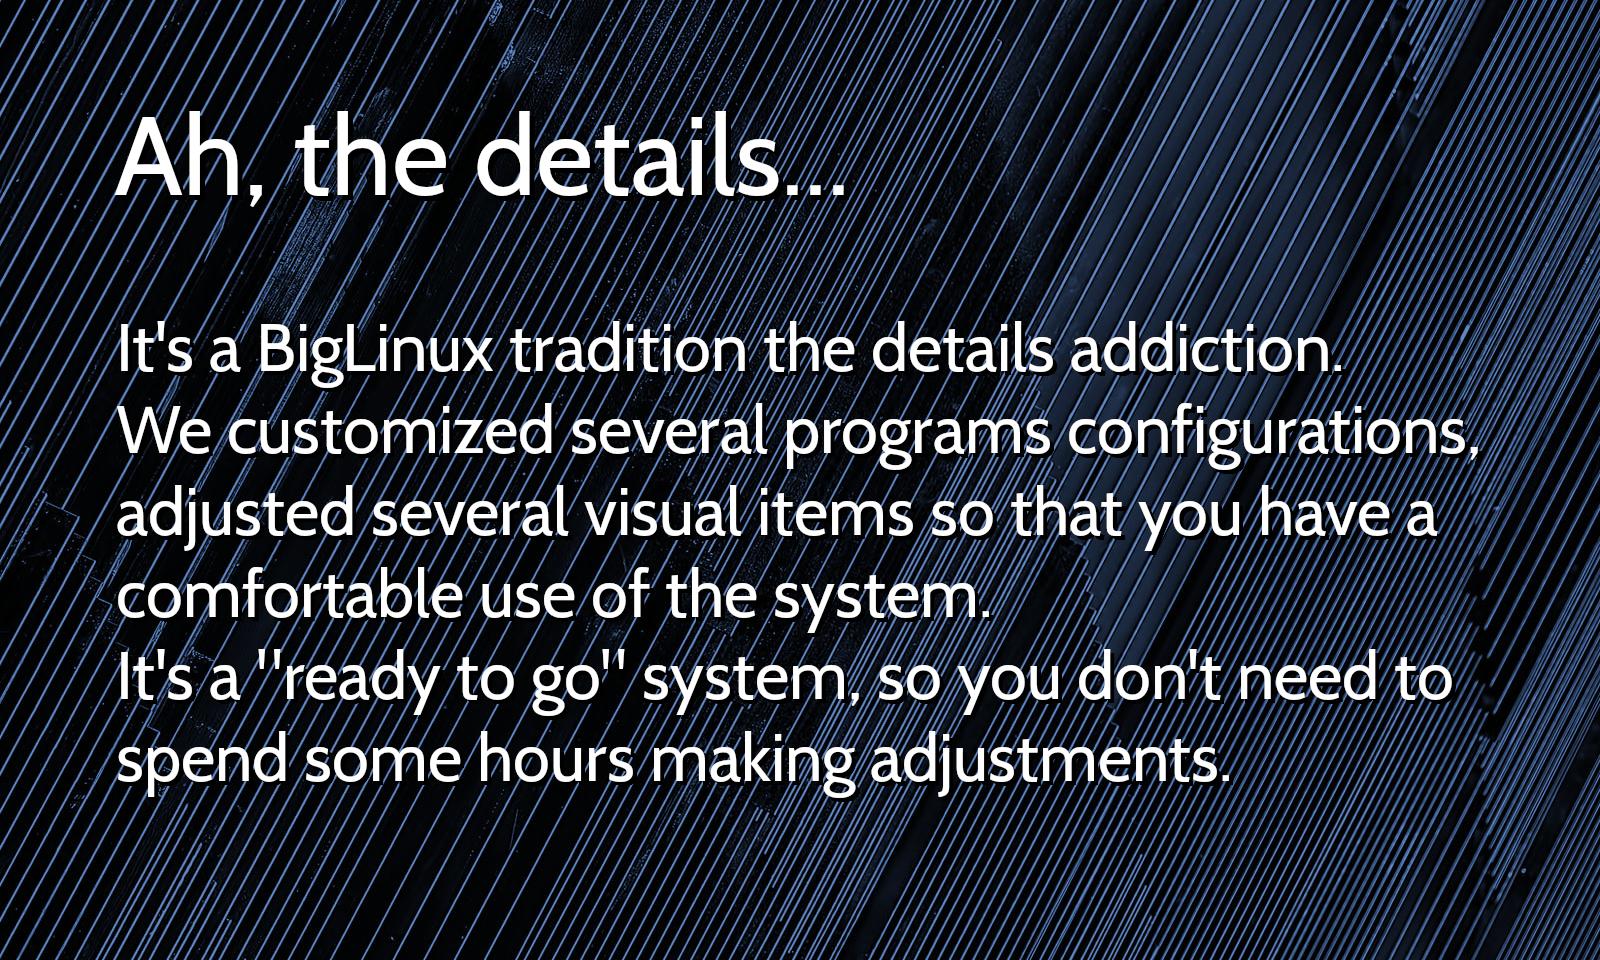 Ah, the details...
It's a BigLinux tradition the details addiction.
We customized several programs configurations,
adjusted several visual items so that you have a
comfortable use of the system.
It's a "ready to go" system, so you don't need to
spend some hours making adjustments.